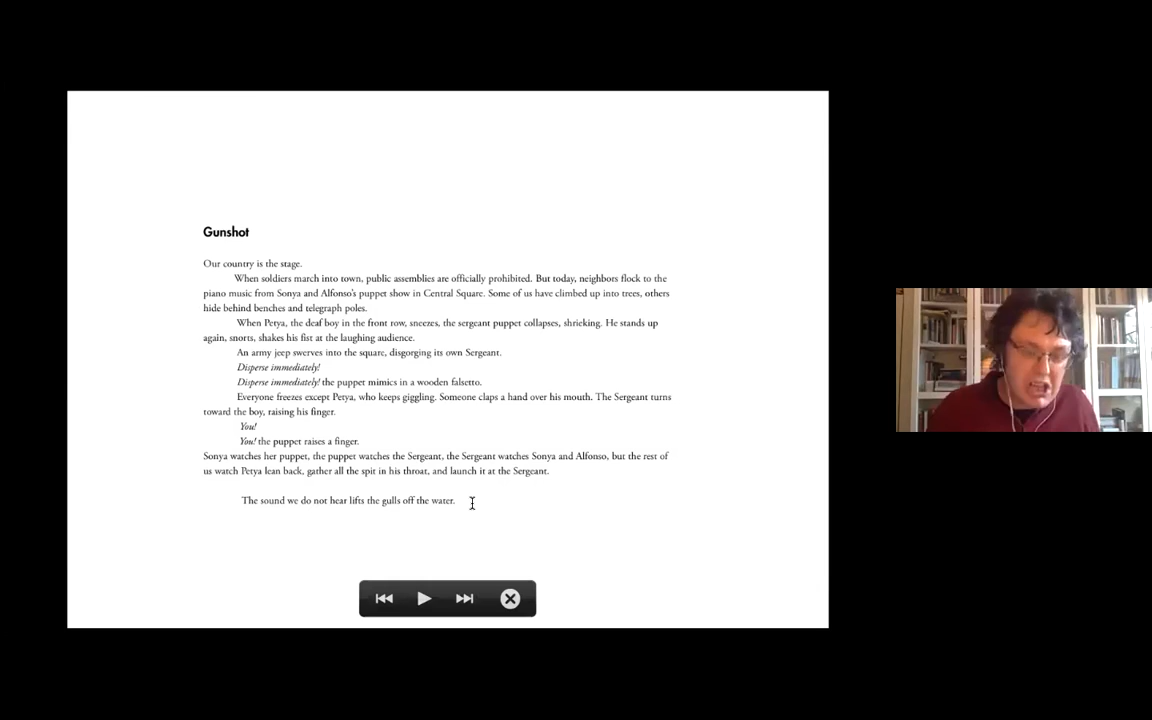 Gunshot
Our country is the stage.
When soldiers march into town, public assemblies are officially prohibited. But today, neighbors flock to the
piano music from Sonya and Alfonso's puppet show in Central Square. Some of us have climbed up into trees, others
hide behind benches and telegraph poles.
When Petya, the deaf boy in the front row, sneezes, the sergeant puppet collapses, shrieking. He stands up
again, snorts, shakes his fist at the laughing audience.
An army jeep swerves into the square, disgorging its own Sergeant.
Disperse immediately!
Disperse immediately! the puppet mimics in a wooden falsetto.
Everyone freezes except Petya, who keeps giggling. Someone claps a hand over his mouth. The Sergeant turns
toward the boy, raising his finger.
You!
You! the puppet raises a finger.
Sonya watches her puppet, the puppet watches the Sergeant, the Sergeant watches Sonya and Alfonso, but the rest of
us watch Petya lean back, gather all the spit in his throat, and launch it at the Sergeant.
The sound we do not hear lifts the gulls off the water.